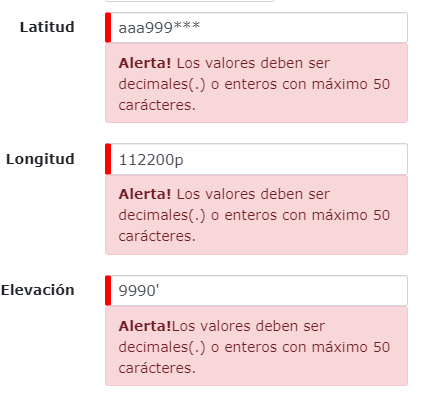 Latitud
aaa999***
Alerta! Los valores deben ser
decimales(.) o enteros con máximo 50
carácteres.
Longitud
112200p
Alerta! Los valores deben ser
decimales(.) o enteros con máximo 50
carácteres.
Elevación
9990'
Alerta!Los valores deben ser
decimales(.) o enteros con máximo 50
carácteres.